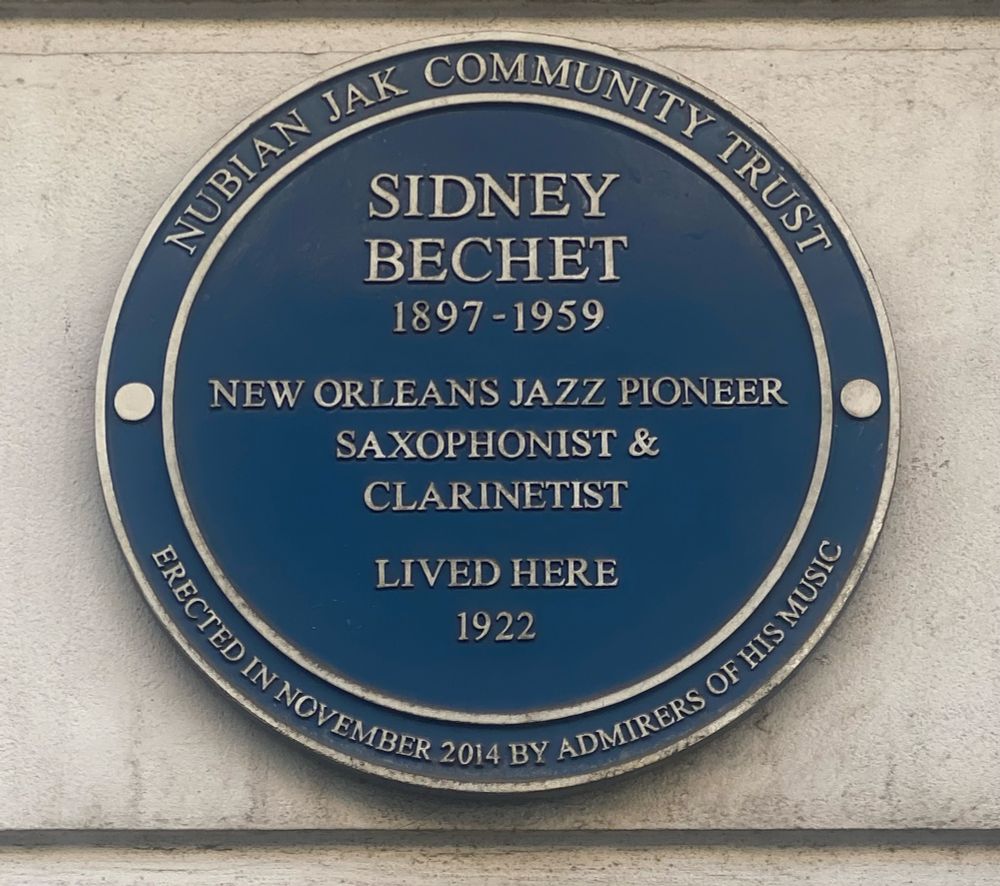 NUBIAN JAK COMMUNITY TRUST
SIDNEY
BECHET
1897-1959
NEW ORLEANS JAZZ PIONEER
SAXOPHONIST &
CLARINETIST
LIVED HERE
1922
ERECTED IN NOVEMBER 2014 BY ADMIRERS OF HIS MUSIC